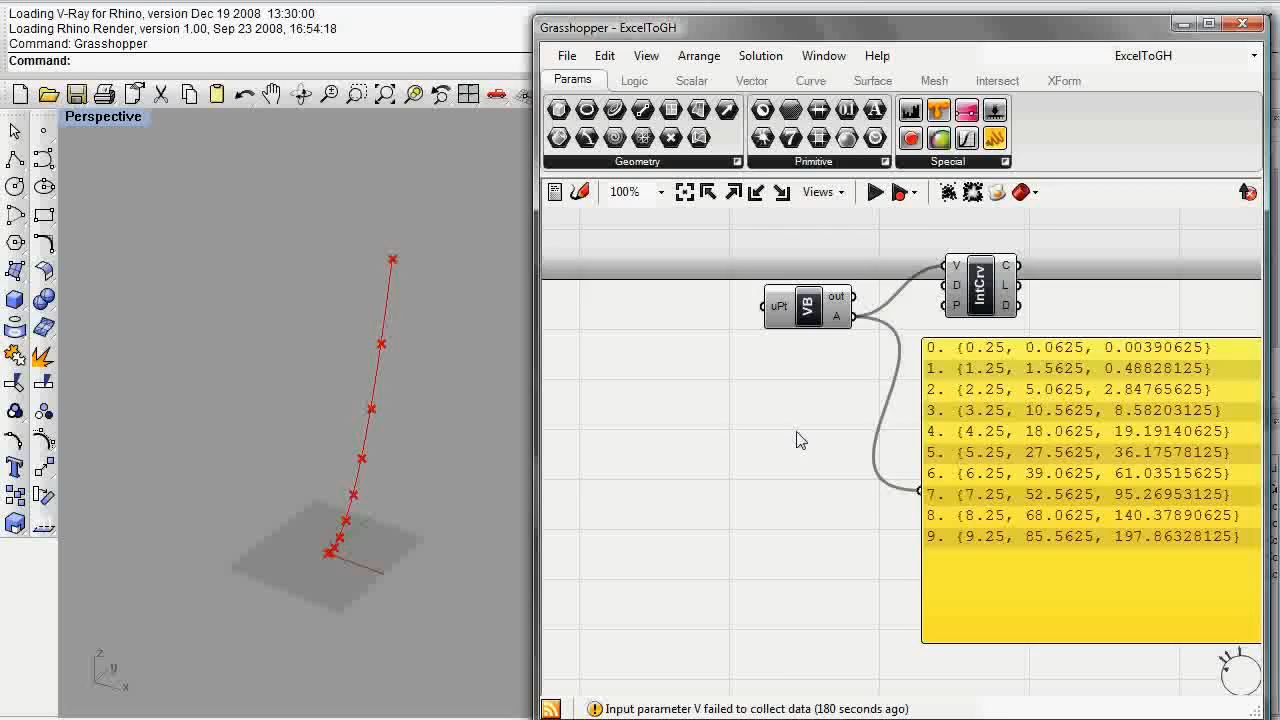 Loading V-Ray for Rhino, version Dec 19 2008 13:30:00
Loading Rhino Render, version 1.00, Sep 23 2008, 16:54:18
Command: Grasshopper
Command:
Perspective
z
y
x
Grasshopper - ExcelToGH
File Edit View Arrange Solution Window Help ExcelToGH
Params Logic Scalar Vector Curve Surface Mesh Intersect XForm
Geometry Primitive Special
100% Views
uPt VB out A
V D P IntCrv C L D
0. {0.25, 0.0625, 0.00390625}
1. {1.25, 1.5625, 0.48828125}
2. {2.25, 5.0625, 2.84765625}
3. {3.25, 10.5625, 8.58203125}
4. {4.25, 18.0625, 19.19140625}
5. {5.25, 27.5625, 36.17578125}
6. {6.25, 39.0625, 61.03515625}
7. {7.25, 52.5625, 95.26953125}
8. {8.25, 68.0625, 140.37890625}
9. {9.25, 85.5625, 197.86328125}
Input parameter V failed to collect data (180 seconds ago)